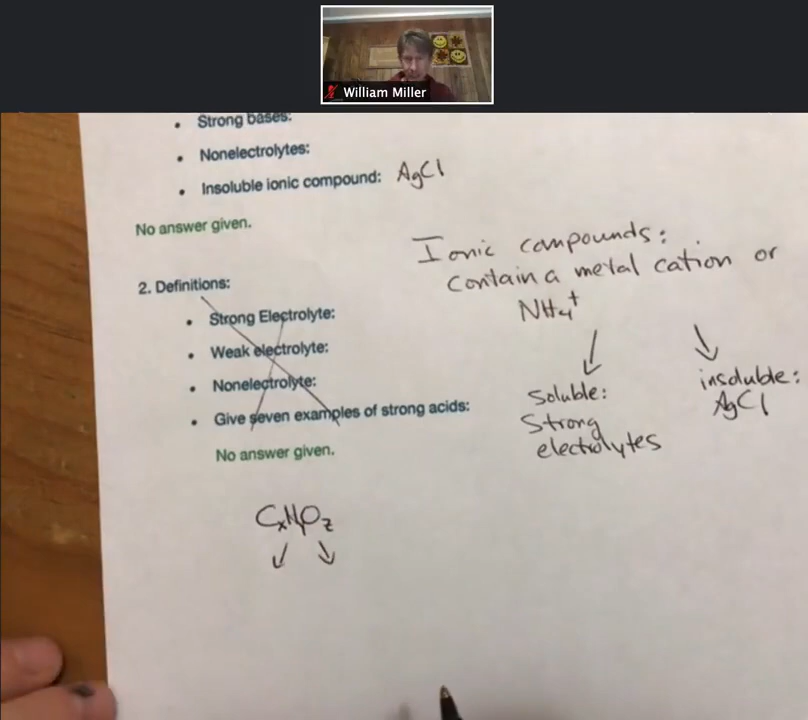 William Miller
• Strong bases:
• Nonelectrolytes:
• Insoluble ionic compound: AgCl
No answer given.
Ionic compounds:
contain a metal cation or
NH₄⁺
2. Definitions:
• Strong Electrolyte:
• Weak electrolyte:
• Nonelectrolyte:
• Give seven examples of strong acids:
No answer given.
↓ ↓
soluble:
Strong
electrolytes
insoluble:
AgCl
CₓHᵧO_z
↓ ↓